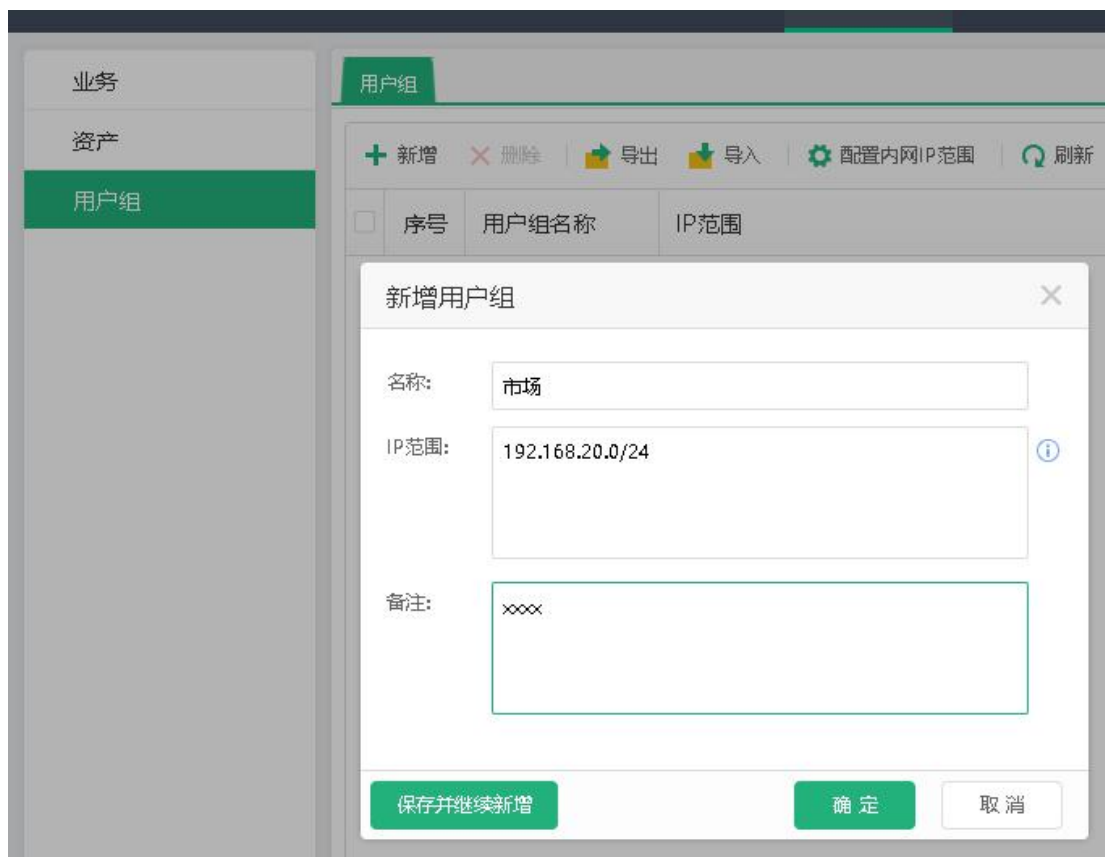 业务
资产
用户组
用户组
新增 删除 导出 导入 配置内网IP范围 刷新
序号 用户组名称 IP范围
新增用户组
名称: 市场
IP范围: 192.168.20.0/24
备注: xxxx
保存并继续新增 确定 取消